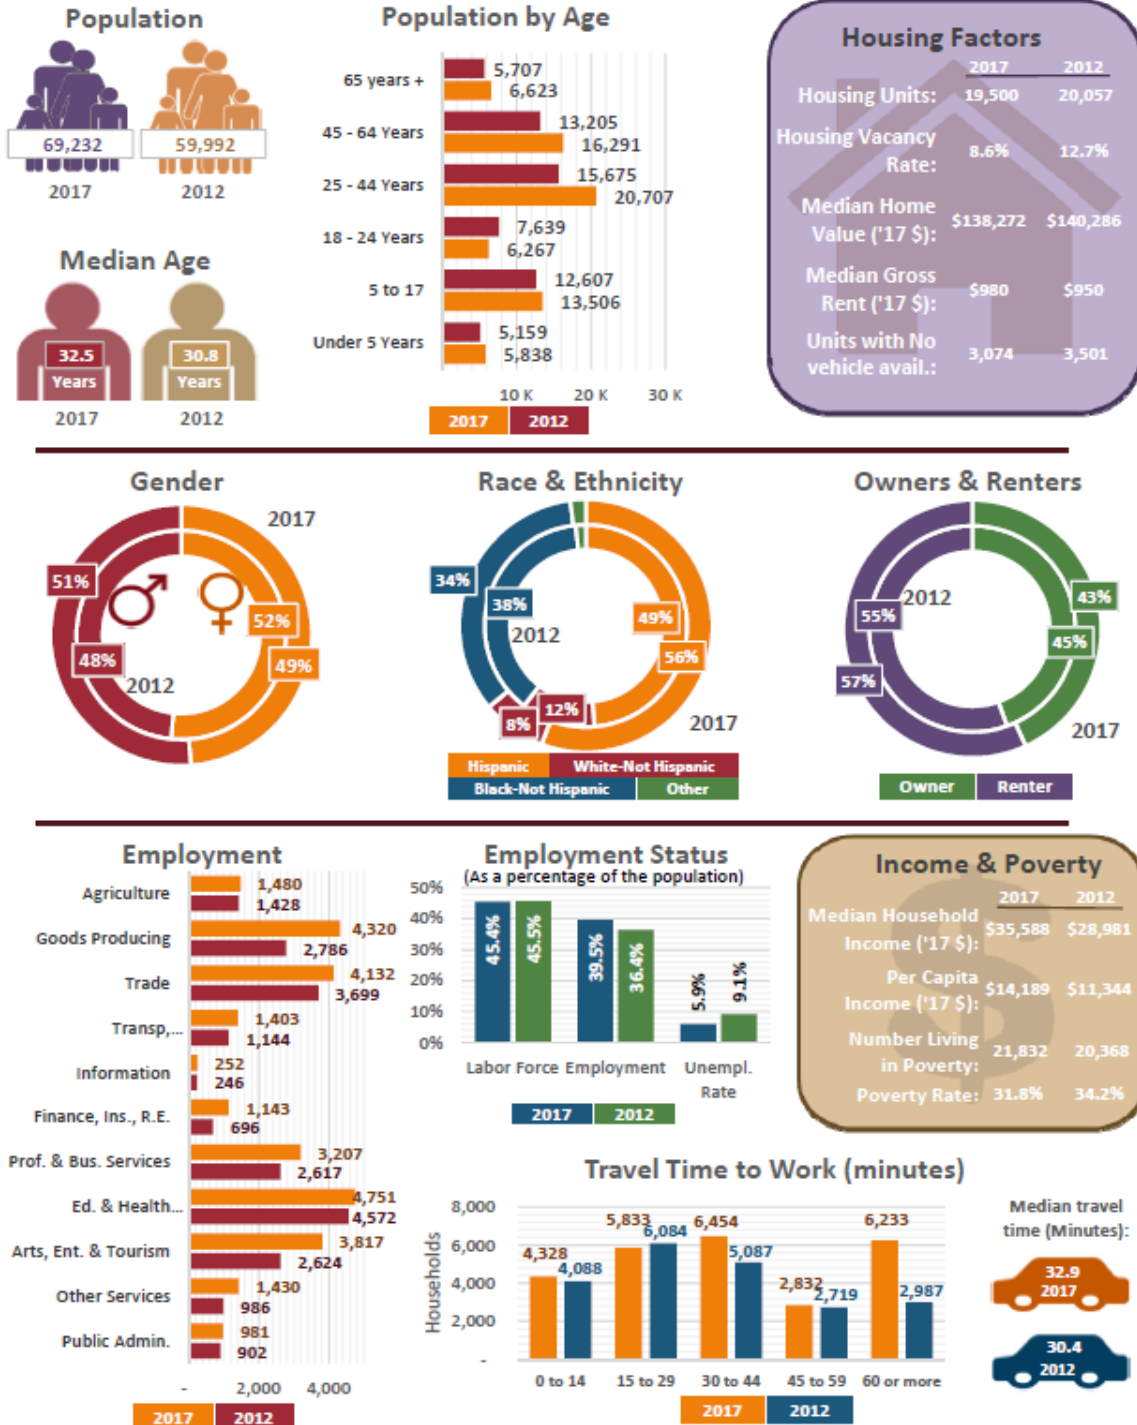 Population
69,232
59,992
2017
2012
Median Age
32.5
Years
30.8
Years
2017
2012
Population by Age
65 years +
5,707
6,623
45 - 64 Years
13,205
16,291
25 - 44 Years
15,675
20,707
18 - 24 Years
7,639
6,267
5 to 17
12,607
13,506
Under 5 Years
5,159
5,838
10 K 20 K 30 K
2017 2012
Housing Factors
2017 2012
Housing Units: 19,500 20,057
Housing Vacancy
Rate: 8.6% 12.7%
Median Home
Value ('17 $): $138,272 $140,286
Median Gross
Rent ('17 $): $980 $950
Units with No
vehicle avail.: 3,074 3,501
Gender
2017
51%
52%
48%
49%
2012
Race & Ethnicity
34%
38%
2012
49%
56%
12%
8%
2017
Hispanic White-Not Hispanic
Black-Not Hispanic Other
Owners & Renters
2012
43%
55%
45%
57%
2017
Owner Renter
Employment
Agriculture
1,480
1,428
Goods Producing
4,320
2,786
Trade
4,132
3,699
Transp,...
1,403
1,144
Information
252
246
Finance, Ins., R.E.
1,143
696
Prof. & Bus. Services
3,207
2,617
Ed. & Health...
4,751
4,572
Arts, Ent. & Tourism
3,817
2,624
Other Services
1,430
986
Public Admin.
981
902
- 2,000 4,000
2017 2012
Employment Status
(As a percentage of the population)
50%
40%
30%
20%
10%
0%
45.4%
45.5%
39.5%
36.4%
5.9%
9.1%
Labor Force Employment Unempl.
Rate
2017 2012
Income & Poverty
2017 2012
Median Household
Income ('17 $): $35,588 $28,981
Per Capita
Income ('17 $): $14,189 $11,344
Number Living
in Poverty: 21,832 20,368
Poverty Rate: 31.8% 34.2%
$
Travel Time to Work (minutes)
Households
8,000
6,000
4,000
2,000
-
4,328
4,088
5,833
6,084
6,454
5,087
2,832
2,719
6,233
2,987
0 to 14 15 to 29 30 to 44 45 to 59 60 or more
2017 2012
Median travel
time (Minutes):
32.9
2017
30.4
2012